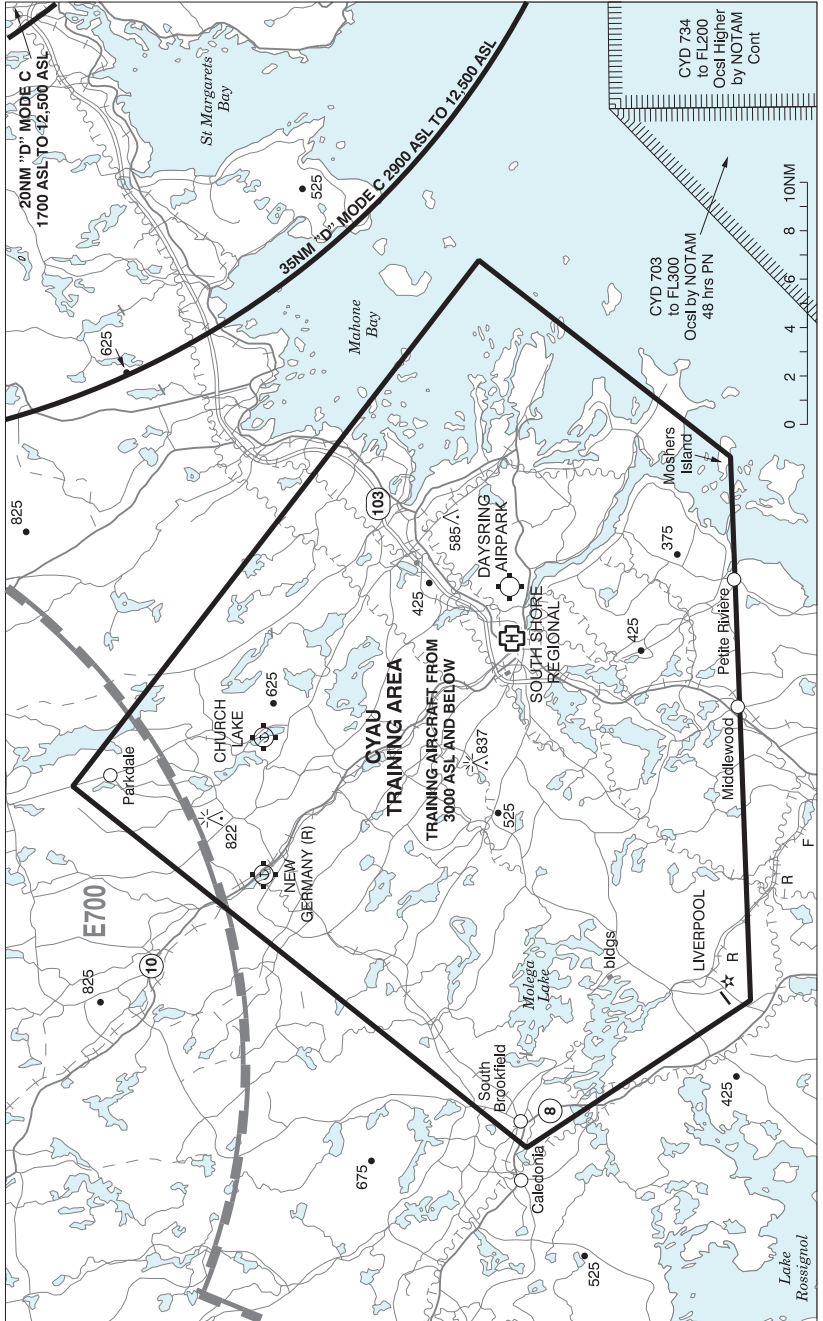 20NM "D" MODE C
1700 ASL TO 12,500 ASL
St Margarets
Bay
CYD 734
to FL200
Ocsl Higher
by NOTAM
Cont
525
35NM "D" MODE C 2900 ASL TO 12,500 ASL
CYD 703
to FL300
Ocsl by NOTAM
48 hrs PN
0 2 4 6 8 10NM
625
Mahone
Bay
825
103
585
DAYSRING
AIRPARK
Moshers
Island
375
425
SOUTH SHORE
REGIONAL
H
425
Petite Rivière
Middlewood
625
CHURCH
LAKE
Parkdale
CYAU
TRAINING AREA
TRAINING AIRCRAFT FROM
3000 ASL AND BELOW
837
525
822
NEW
GERMANY (R)
E700
10
825
Molega
Lake
bldgs
LIVERPOOL
R
R
F
South
Brookfield
8
Caledonia
425
675
525
Lake
Rossignol